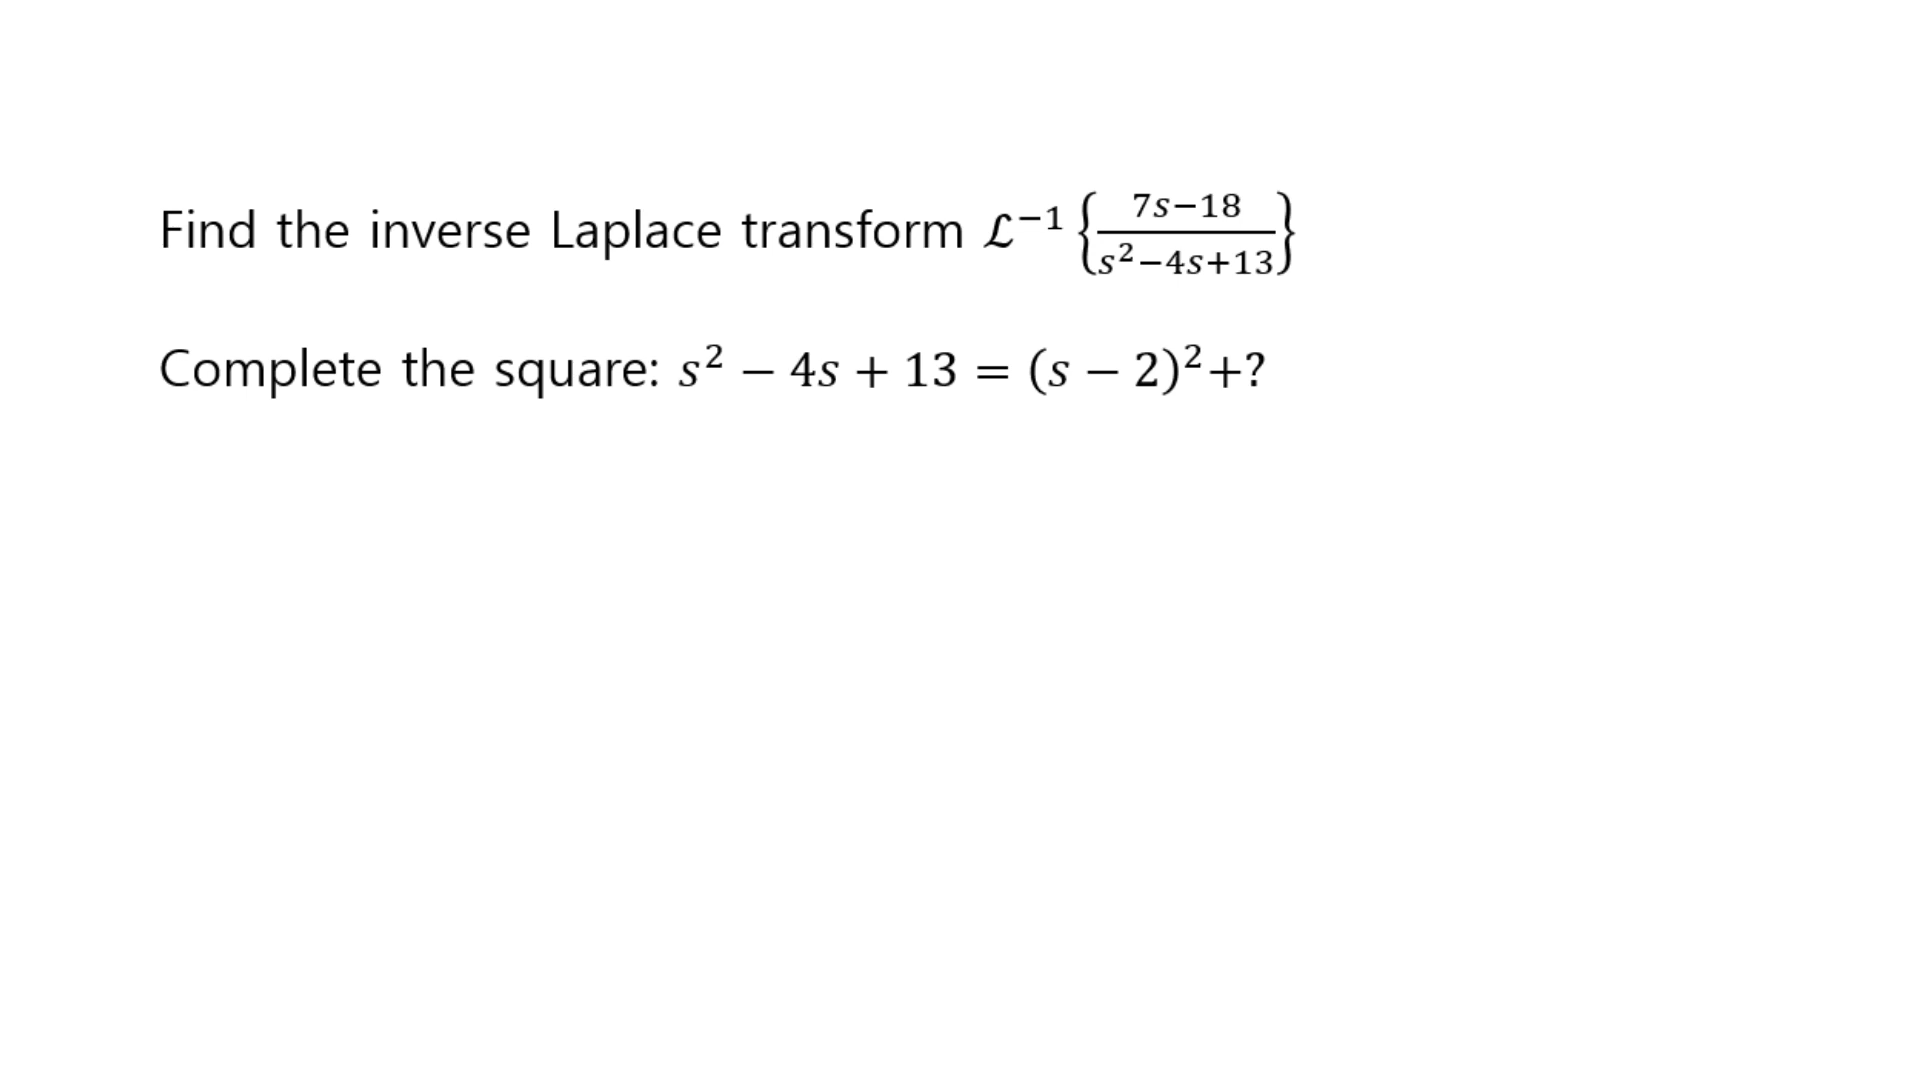 Find the inverse Laplace transform ℒ⁻¹{(7s−18)/(s²−4s+13)}
Complete the square: s² − 4s + 13 = (s − 2)²+?